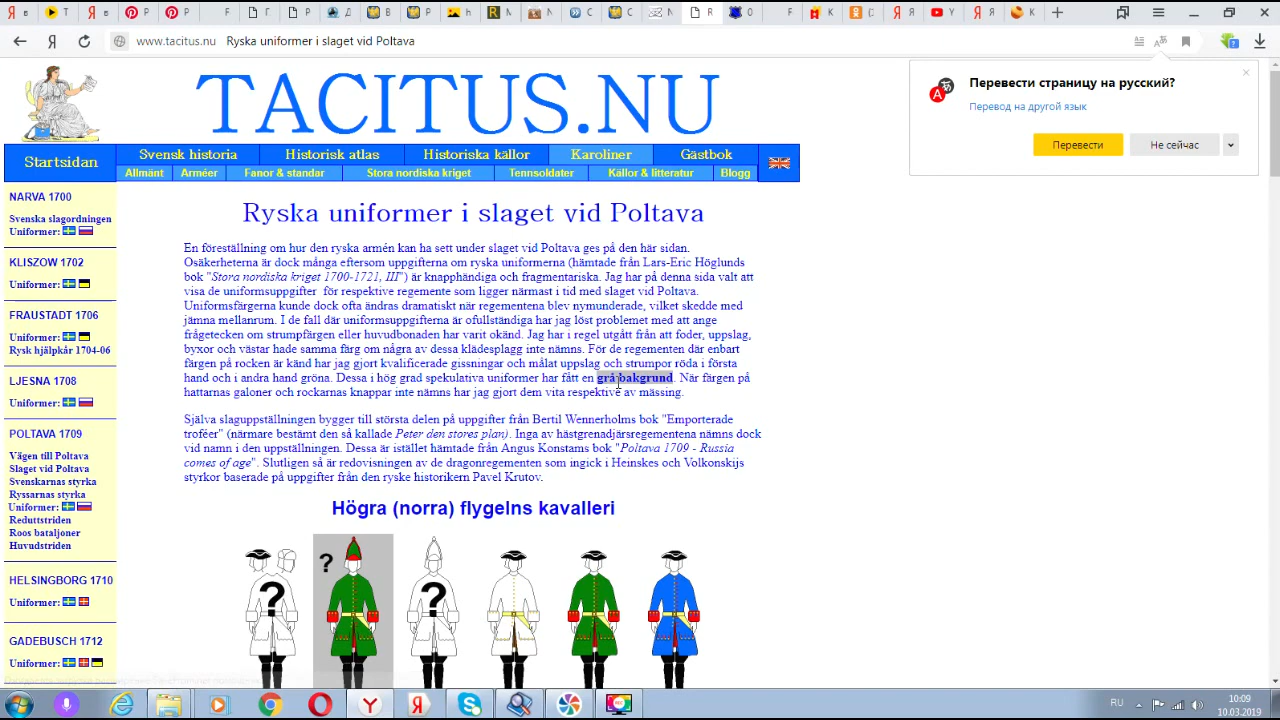 Я в
Т
Я в
P
P
F
Г
P
Д
В
Р
h
М
Н
С
С
N
R
О
F
К
С
Я
Y
Я
К
www.tacitus.nu Ryska uniformer i slaget vid Poltava
TACITUS.NU
Перевести страницу на русский?
Перевод на другой язык
Перевести
Не сейчас
Startsidan
Svensk historia
Historisk atlas
Historiska källor
Karoliner
Gästbok
Allmänt
Arméer
Fanor & standar
Stora nordiska kriget
Tennsoldater
Källor & litteratur
Blogg
NARVA 1700
Svenska slagordningen
Uniformer:
KLISZOW 1702
Uniformer:
FRAUSTADT 1706
Uniformer:
Rysk hjälpkår 1704-06
LJESNA 1708
Uniformer:
POLTAVA 1709
Vägen till Poltava
Slaget vid Poltava
Svenskarnas styrka
Ryssarnas styrka
Uniformer:
Reduttstriden
Roos bataljoner
Huvudstriden
HELSINGBORG 1710
Uniformer:
GADEBUSCH 1712
Uniformer:
Ryska uniformer i slaget vid Poltava
En föreställning om hur den ryska armén kan ha sett under slaget vid Poltava ges på den här sidan.
Osäkerheterna är dock många eftersom uppgifterna om ryska uniformerna (hämtade från Lars-Eric Höglunds
bok "Stora nordiska kriget 1700-1721, III") är knapphändiga och fragmentariska. Jag har på denna sida valt att
visa de uniformsuppgifter för respektive regemente som ligger närmast i tid med slaget vid Poltava.
Uniformsfärgerna kunde dock ofta ändras dramatiskt när regementena blev nymunderade, vilket skedde med
jämna mellanrum. I de fall där uniformsuppgifterna är ofullständiga har jag löst problemet med att ange
frågetecken om stumpfärgen eller huvudbonaden har varit okänd. Jag har i regel utgått från att foder, uppslag,
byxor och västar hade samma färg om några av dessa klädesplagg inte nämns. För de regementen där enbart
färgen på rocken är känd har jag gjort kvalificerade gissningar och målat uppslag och strumpor röda i första
hand och i andra hand gröna. Dessa i hög grad spekulativa uniformer har fått en grå bakgrund. När färgen på
hattarnas galoner och rockarnas knappar inte nämns har jag gjort dem vita respektive av mässing.
Själva slaguppställningen bygger till största delen på uppgifter från Bertil Wennerholms bok "Emporterade
troféer" (närmare bestämt den så kallade Peter den stores plan). Inga av hästgrenadjärsregementena nämns dock
vid namn i den uppställningen. Dessa är istället hämtade från Angus Konstams bok "Poltava 1709 - Russia
comes of age". Slutligen så är redovisningen av de dragonregementen som ingick i Heinskes och Volkonskijs
styrkor baserade på uppgifter från den ryske historikern Pavel Krutov.
Högra (norra) flygelns kavalleri
? ? ?
RU
10:09
10.03.2019